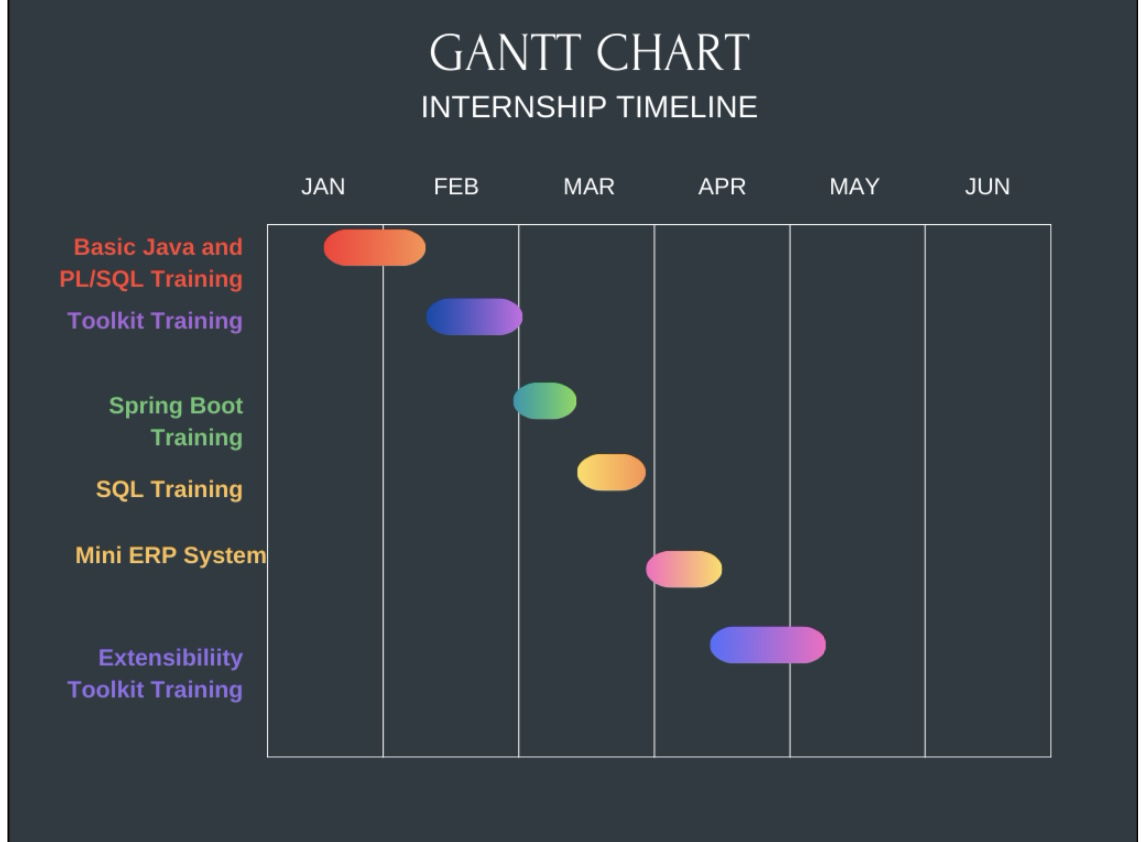 GANTT CHART
INTERNSHIP TIMELINE
JAN FEB MAR APR MAY JUN
Basic Java and
PL/SQL Training
Toolkit Training
Spring Boot
Training
SQL Training
Mini ERP System
Extensibiliity
Toolkit Training